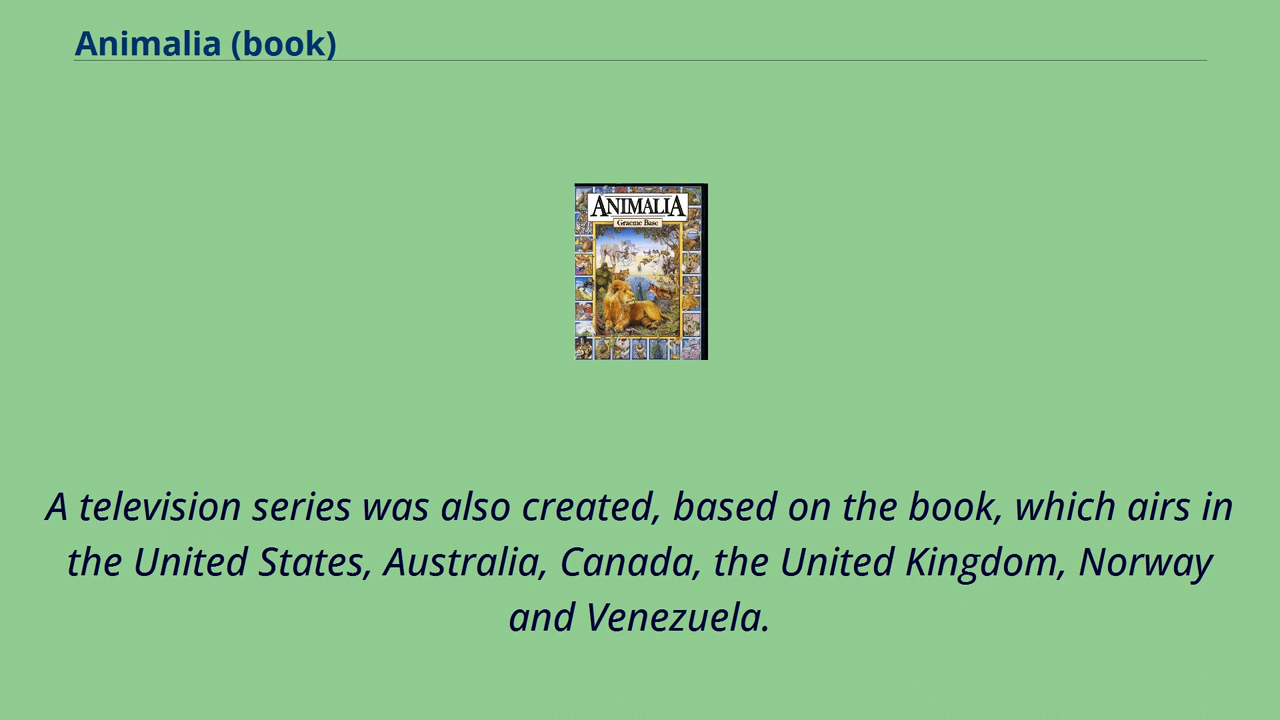 Animalia (book)
ANIMALIA
Graeme Base
A television series was also created, based on the book, which airs in
the United States, Australia, Canada, the United Kingdom, Norway
and Venezuela.